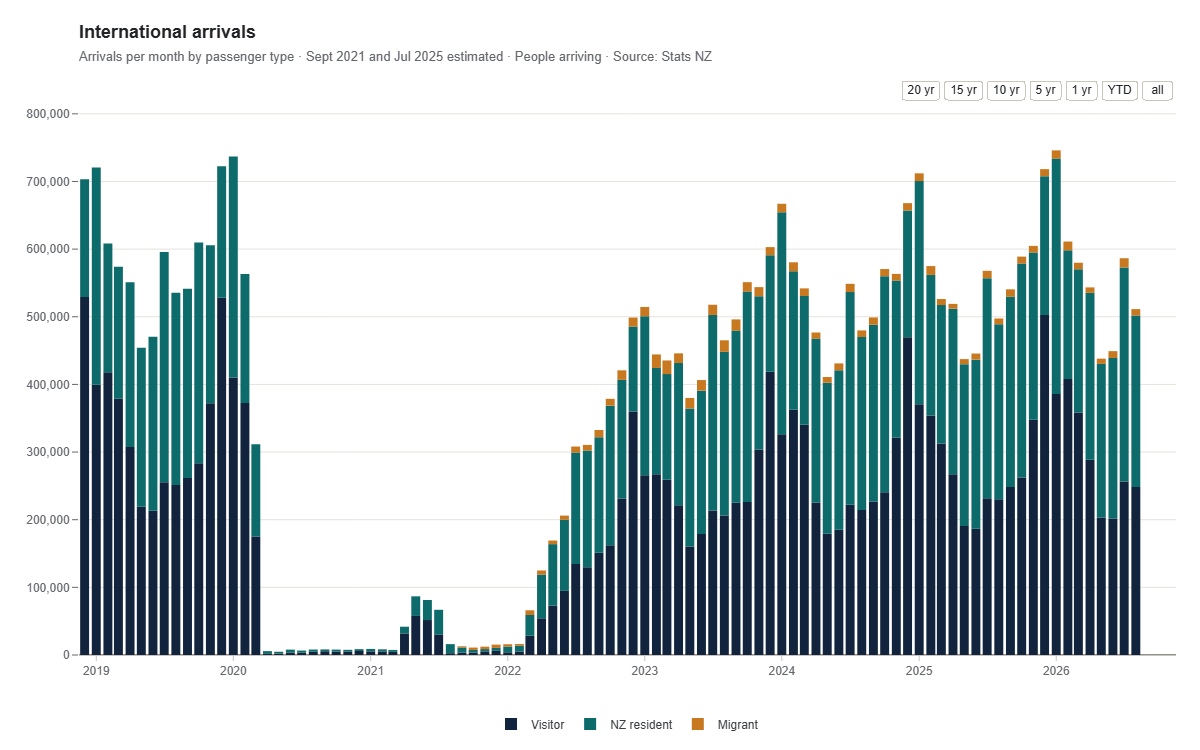 International arrivals
Arrivals per month by passenger type · Sept 2021 and Jul 2025 estimated · People arriving · Source: Stats NZ
20 yr 15 yr 10 yr 5 yr 1 yr YTD all
800,000
700,000
600,000
500,000
400,000
300,000
200,000
100,000
0
2019 2020 2021 2022 2023 2024 2025 2026
Visitor NZ resident Migrant